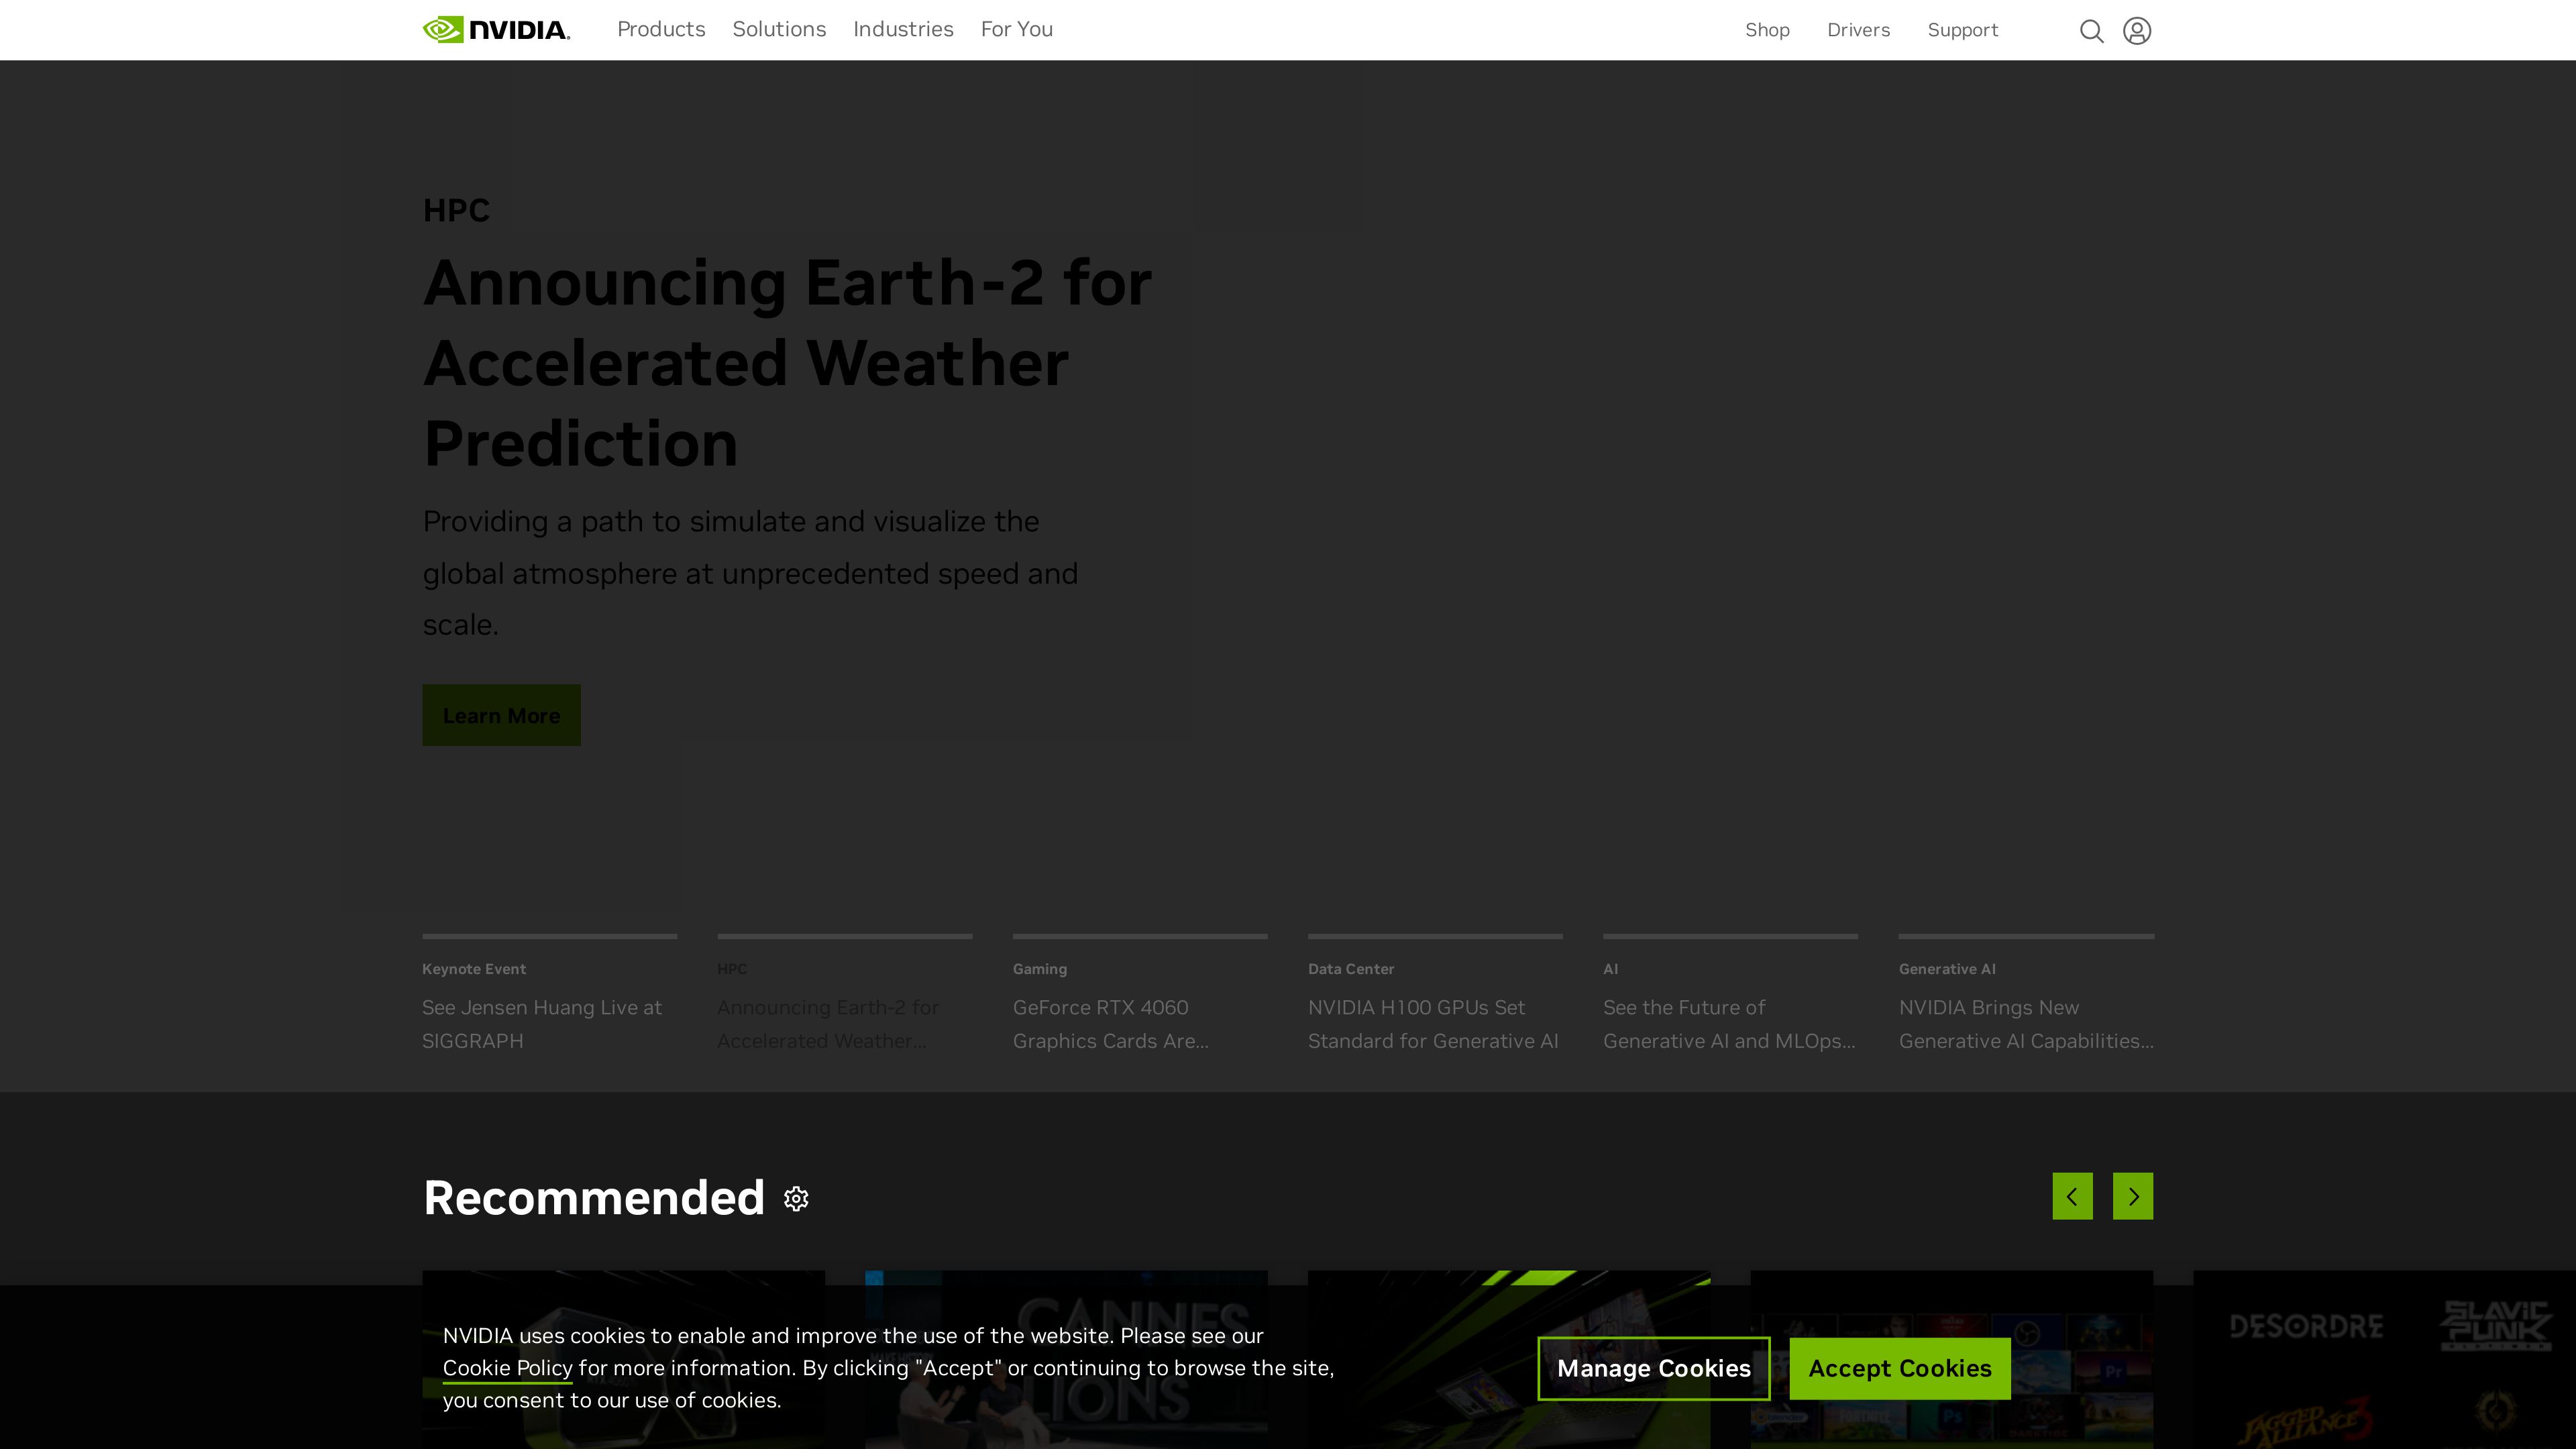 NVIDIA.
Products
Solutions
Industries
For You
Shop
Drivers
Support
HPC
Announcing Earth-2 for
Accelerated Weather
Prediction
Providing a path to simulate and visualize the
global atmosphere at unprecedented speed and
scale.
Learn More
Keynote Event
See Jensen Huang Live at
SIGGRAPH
HPC
Announcing Earth-2 for
Accelerated Weather...
Gaming
GeForce RTX 4060
Graphics Cards Are...
Data Center
NVIDIA H100 GPUs Set
Standard for Generative AI
AI
See the Future of
Generative AI and MLOps...
Generative AI
NVIDIA Brings New
Generative AI Capabilities...
Recommended
CANNES
LIONS
DESORDRE
SLAVIC
PUNK
JAGGED
ALLIANCE 3
Pr
Ps
FORTNITE
NVIDIA uses cookies to enable and improve the use of the website. Please see our
Cookie Policy for more information. By clicking "Accept" or continuing to browse the site,
you consent to our use of cookies.
Manage Cookies
Accept Cookies